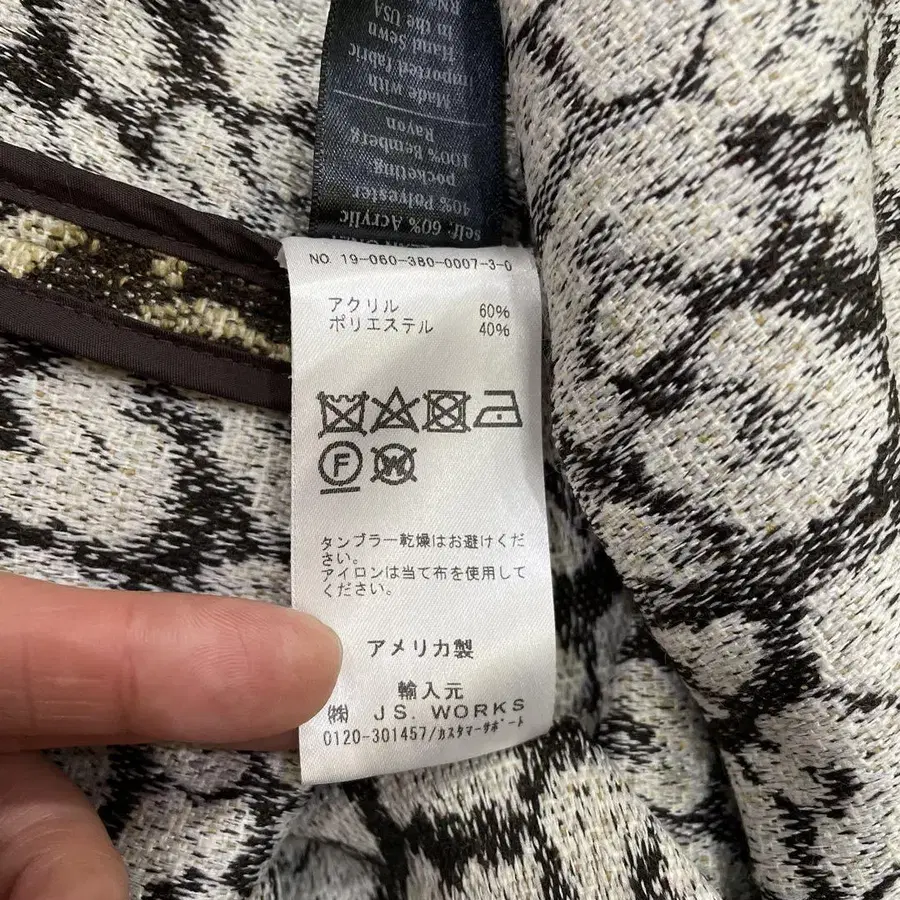 self: 60% Acrylic
40% Polyester
pocketing
100% Bemberg
Rayon
Made with
Imported Fabric
Hand Sewn
in the USA
NO. 19-060-380-0007-3-0
アクリル 60%
ポリエステル 40%
F
W
タンブラー乾燥はお避けくだ
さい。
アイロンは当て布を使用して
ください。
アメリカ製
輸入元
㈱ J.S. WORKS
0120-301457/カスタマーサポート